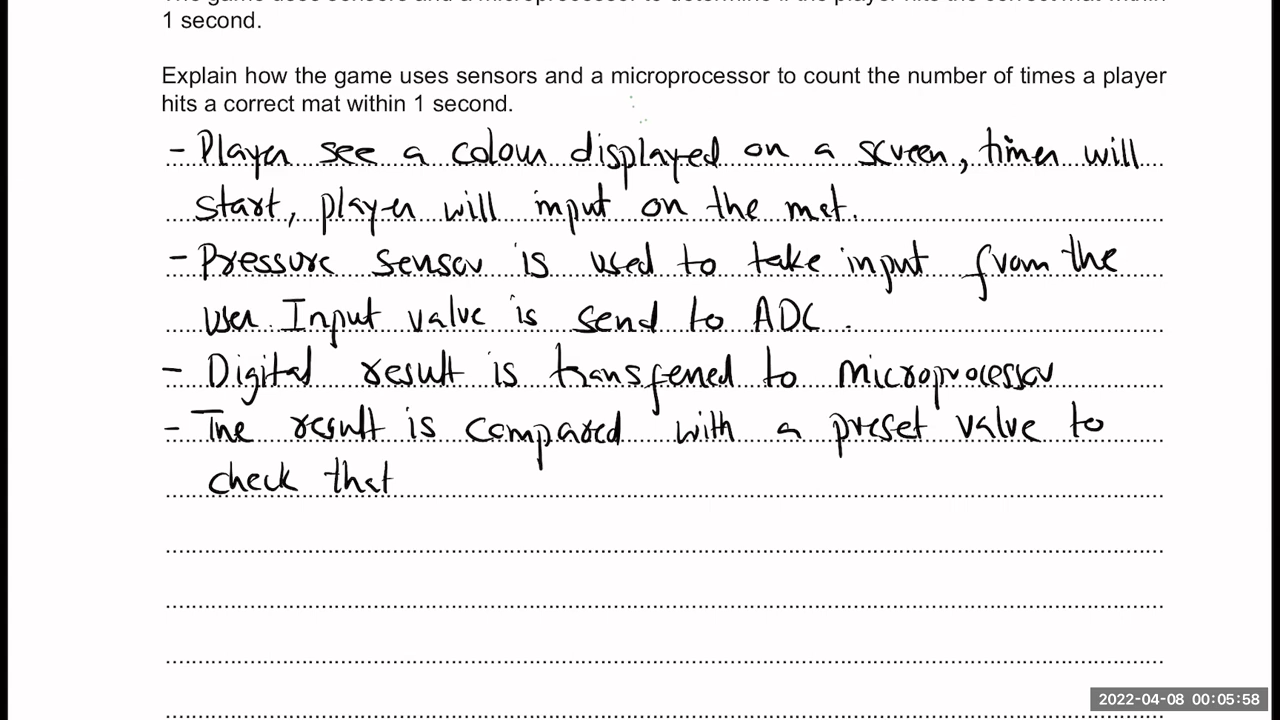 1 second.
Explain how the game uses sensors and a microprocessor to count the number of times a player
hits a correct mat within 1 second.
- Player see a colour displayed on a screen, timer will
start, player will input on the mat.
- Pressure sensor is used to take input from the
user. Input value is send to ADC.
- Digital result is transferred to microprocessor
- The result is compared with a preset value to
check that
2022-04-08 00:05:58